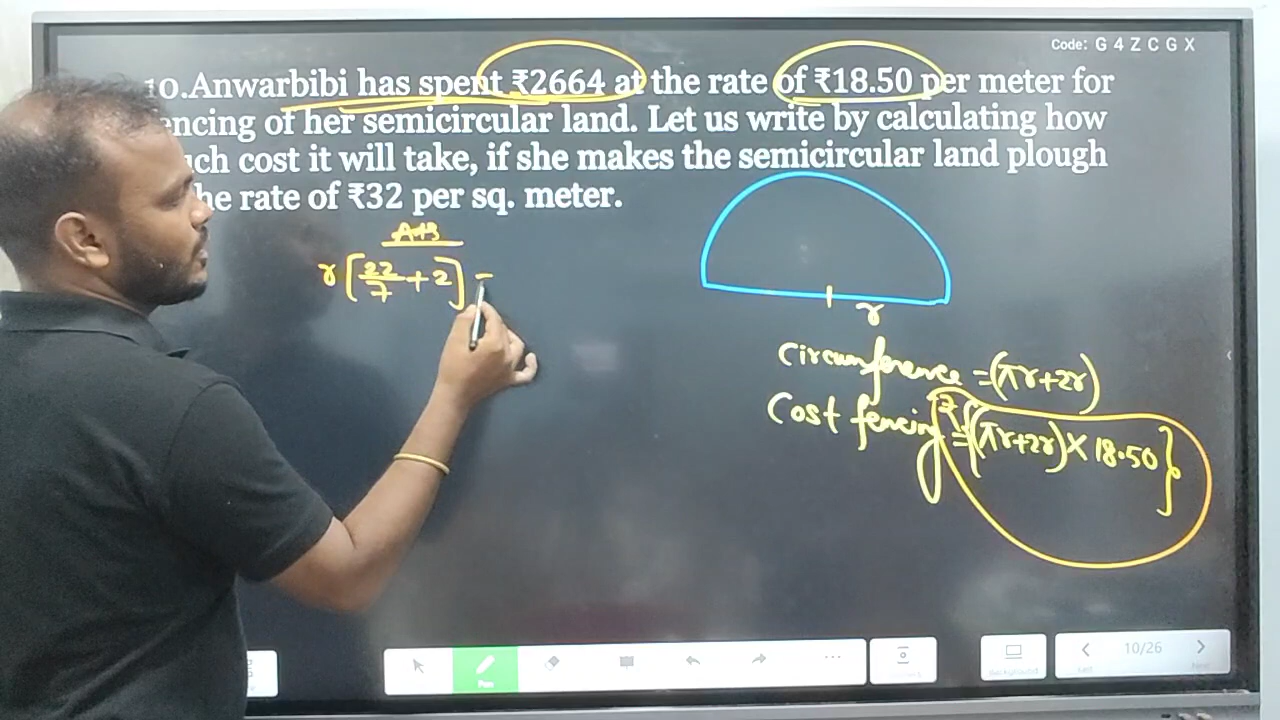 Code: G 4 Z C G X
10.Anwarbibi has spent ₹2664 at the rate of ₹18.50 per meter for
encing of her semicircular land. Let us write by calculating how
uch cost it will take, if she makes the semicircular land plough
he rate of ₹32 per sq. meter.
r [22/7 + 2] =
r
Circumference = (πr+2r)
Cost fencing = {(πr+2r) × 18.50}
10/26
Pen
Background